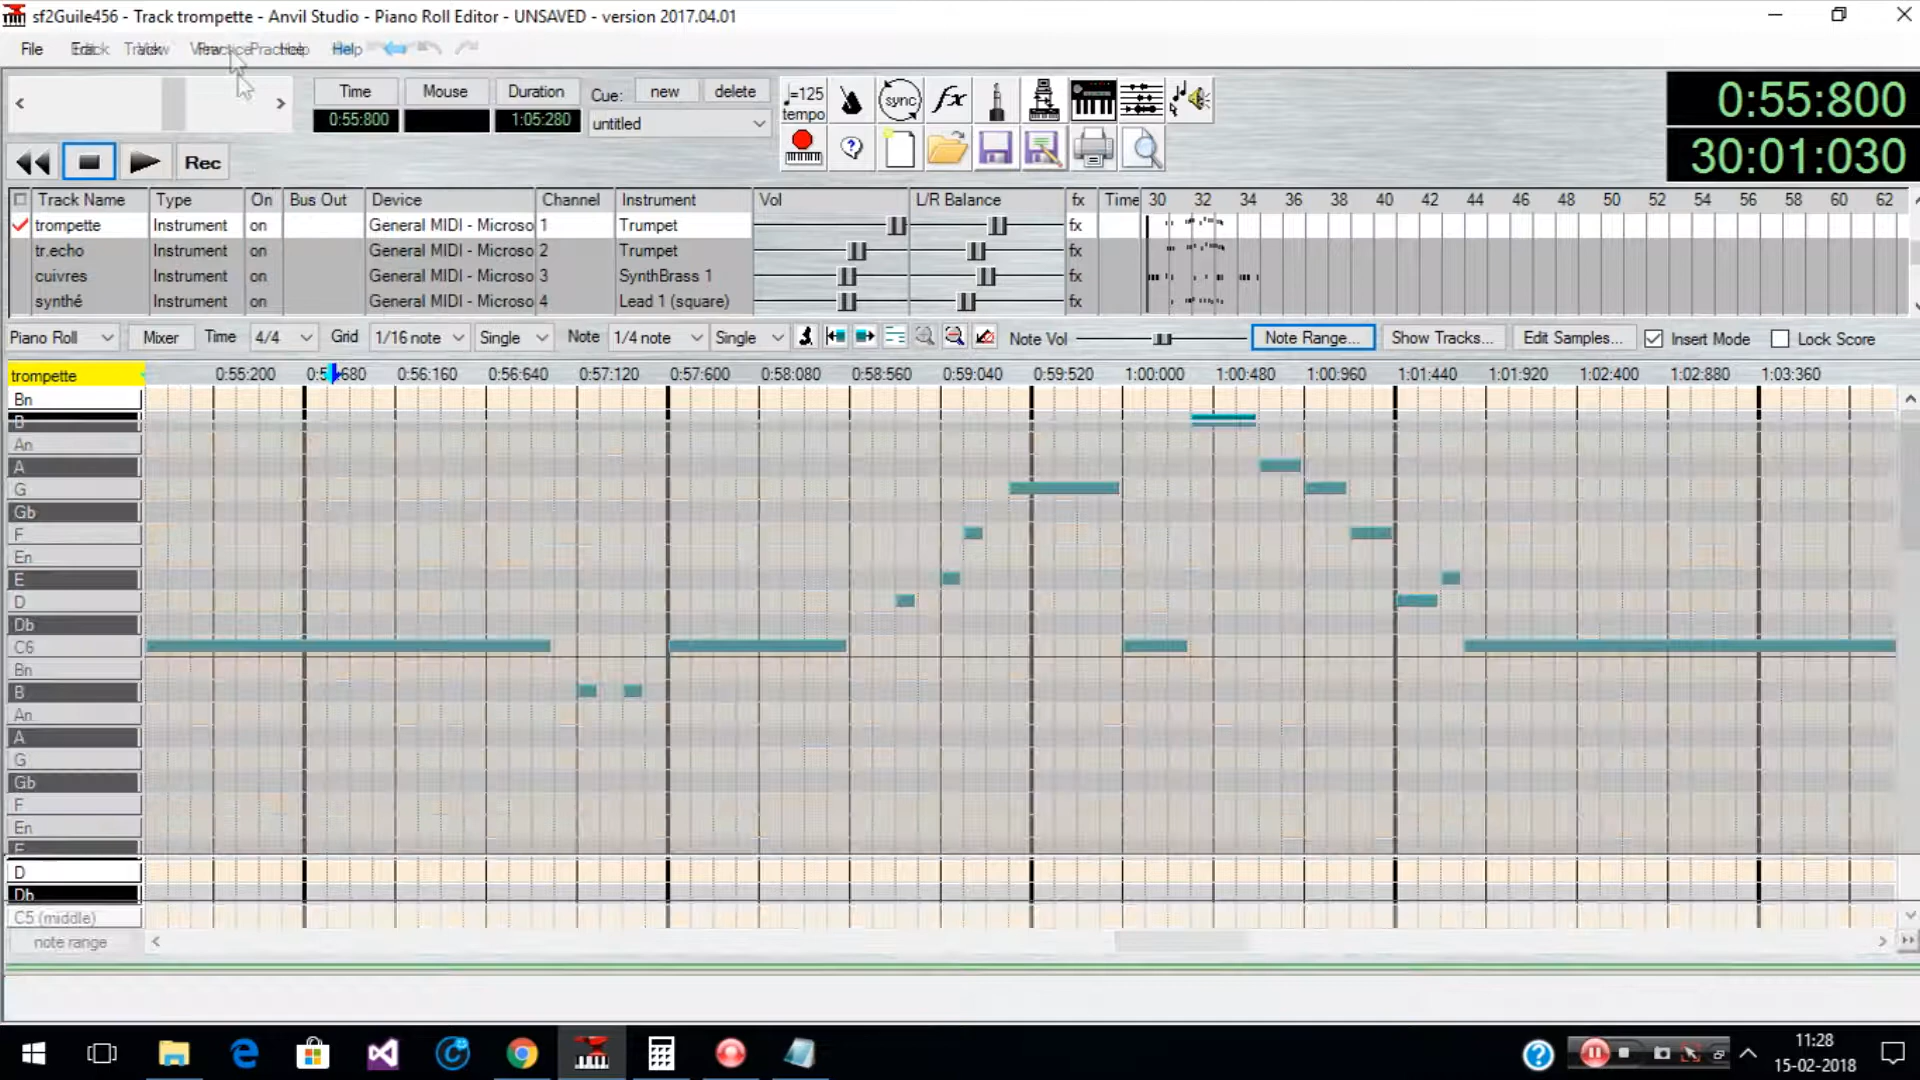 sf2Guile456 - Track trompette - Anvil Studio - Piano Roll Editor - UNSAVED - version 2017.04.01
File Edit Track View Practice Help
Time Mouse Duration Cue: new delete
0:55:800 1:05:280 untitled
♩=125
tempo
sync
fx
0:55:800
30:01:030
Rec
Track Name Type On Bus Out Device Channel Instrument Vol L/R Balance fx Time 30 32 34 36 38 40 42 44 46 48 50 52 54 56 58 60 62
trompette Instrument on General MIDI - Microso 1 Trumpet fx
tr.echo Instrument on General MIDI - Microso 2 Trumpet fx
cuivres Instrument on General MIDI - Microso 3 SynthBrass 1 fx
synthé Instrument on General MIDI - Microso 4 Lead 1 (square) fx
Piano Roll Mixer Time 4/4 Grid 1/16 note Single Note 1/4 note Single Note Vol Note Range... Show Tracks... Edit Samples... Insert Mode Lock Score
trompette 0:55:200 0:55:680 0:56:160 0:56:640 0:57:120 0:57:600 0:58:080 0:58:560 0:59:040 0:59:520 1:00:000 1:00:480 1:00:960 1:01:440 1:01:920 1:02:400 1:02:880 1:03:360
Bn
B
An
A
G
Gb
F
En
E
D
Db
C6
Bn
B
An
A
G
Gb
F
En
E
D
Db
C5 (middle)
note range
11:28
15-02-2018